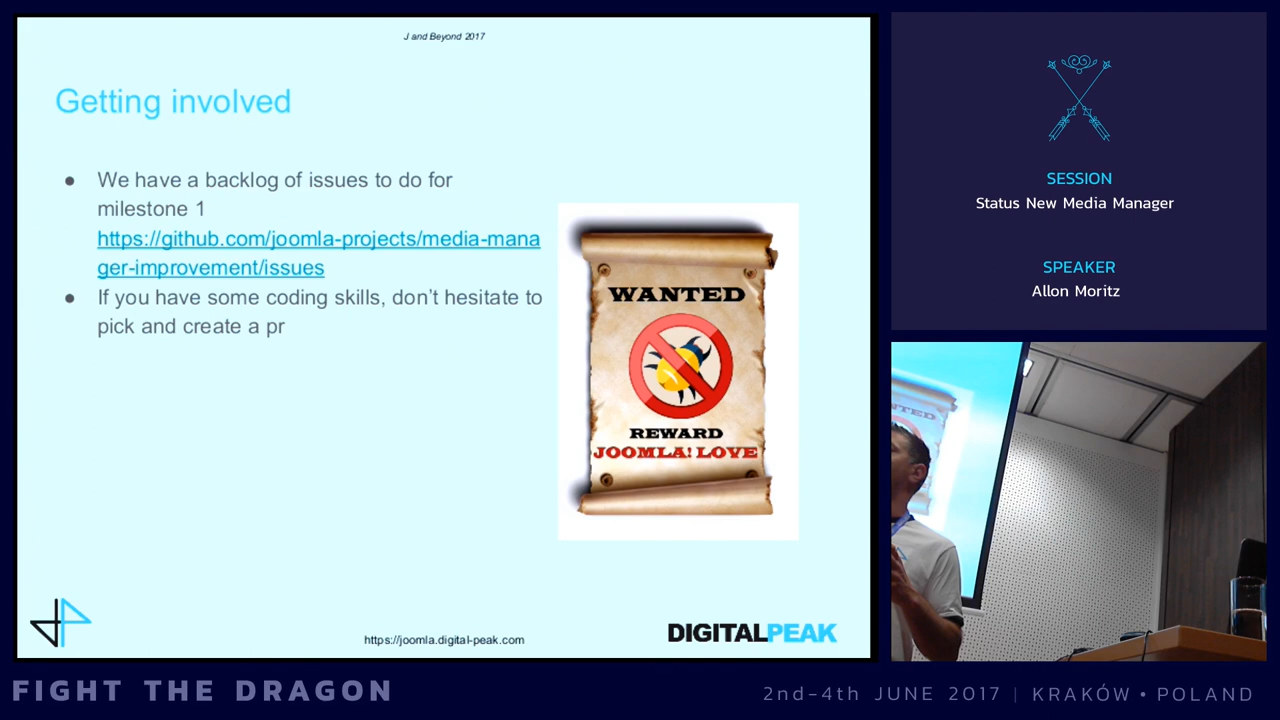 J and Beyond 2017
Getting involved
● We have a backlog of issues to do for
milestone 1
https://github.com/joomla-projects/media-mana
ger-improvement/issues
● If you have some coding skills, don't hesitate to
pick and create a pr
WANTED
REWARD
JOOMLA! LOVE
https://joomla.digital-peak.com
DIGITALPEAK
SESSION
Status New Media Manager
SPEAKER
Allon Moritz
FIGHT THE DRAGON
2nd-4th JUNE 2017 | KRAKÓW • POLAND